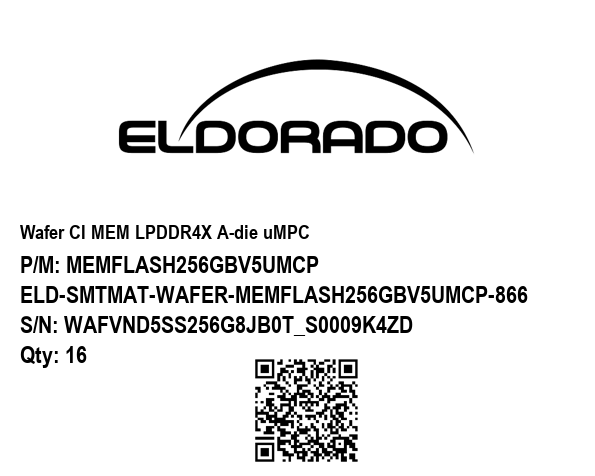 ELDORADO
Wafer CI MEM LPDDR4X A-die uMPC
P/M: MEMFLASH256GBV5UMCP
ELD-SMTMAT-WAFER-MEMFLASH256GBV5UMCP-866
S/N: WAFVND5SS256G8JB0T_S0009K4ZD
Qty: 16